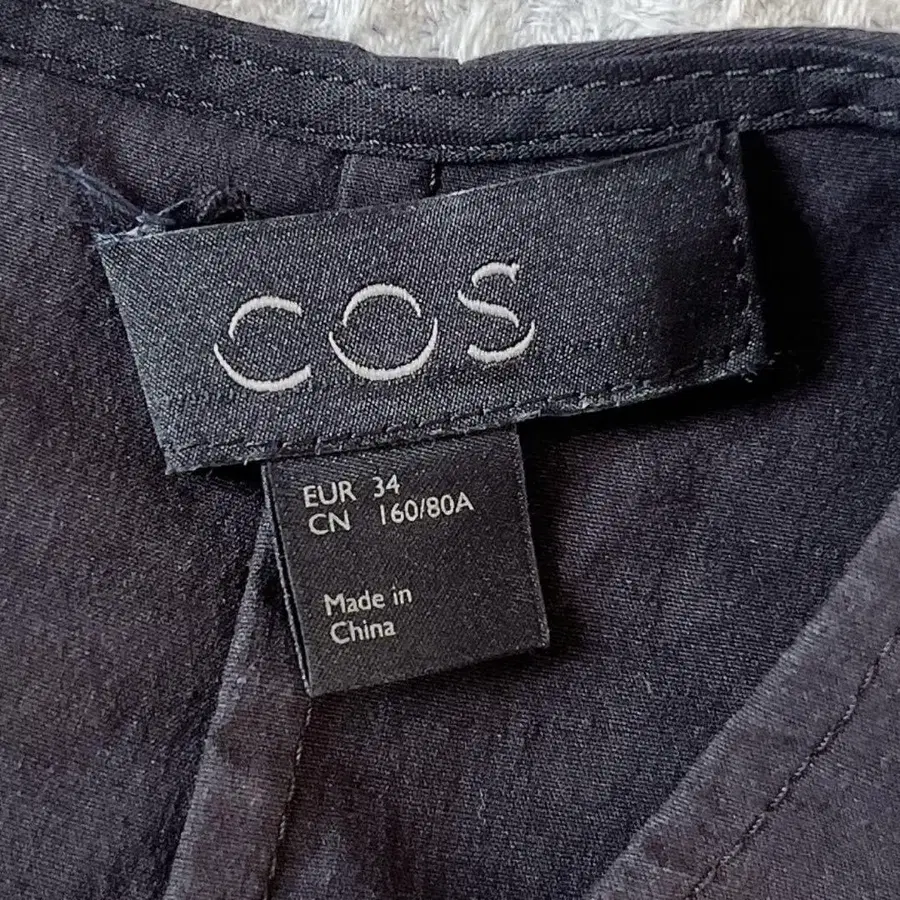 COS
EUR 34
CN 160/80A
Made in
China